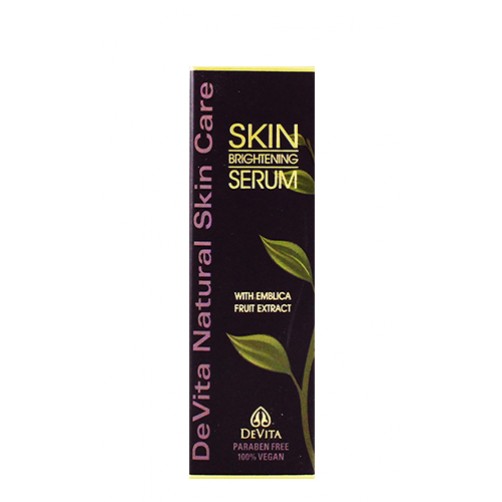 DeVita Natural Skin Care
SKIN
BRIGHTENING
SERUM
WITH EMBLICA
FRUIT EXTRACT
DEVITA
PARABEN FREE
100% VEGAN